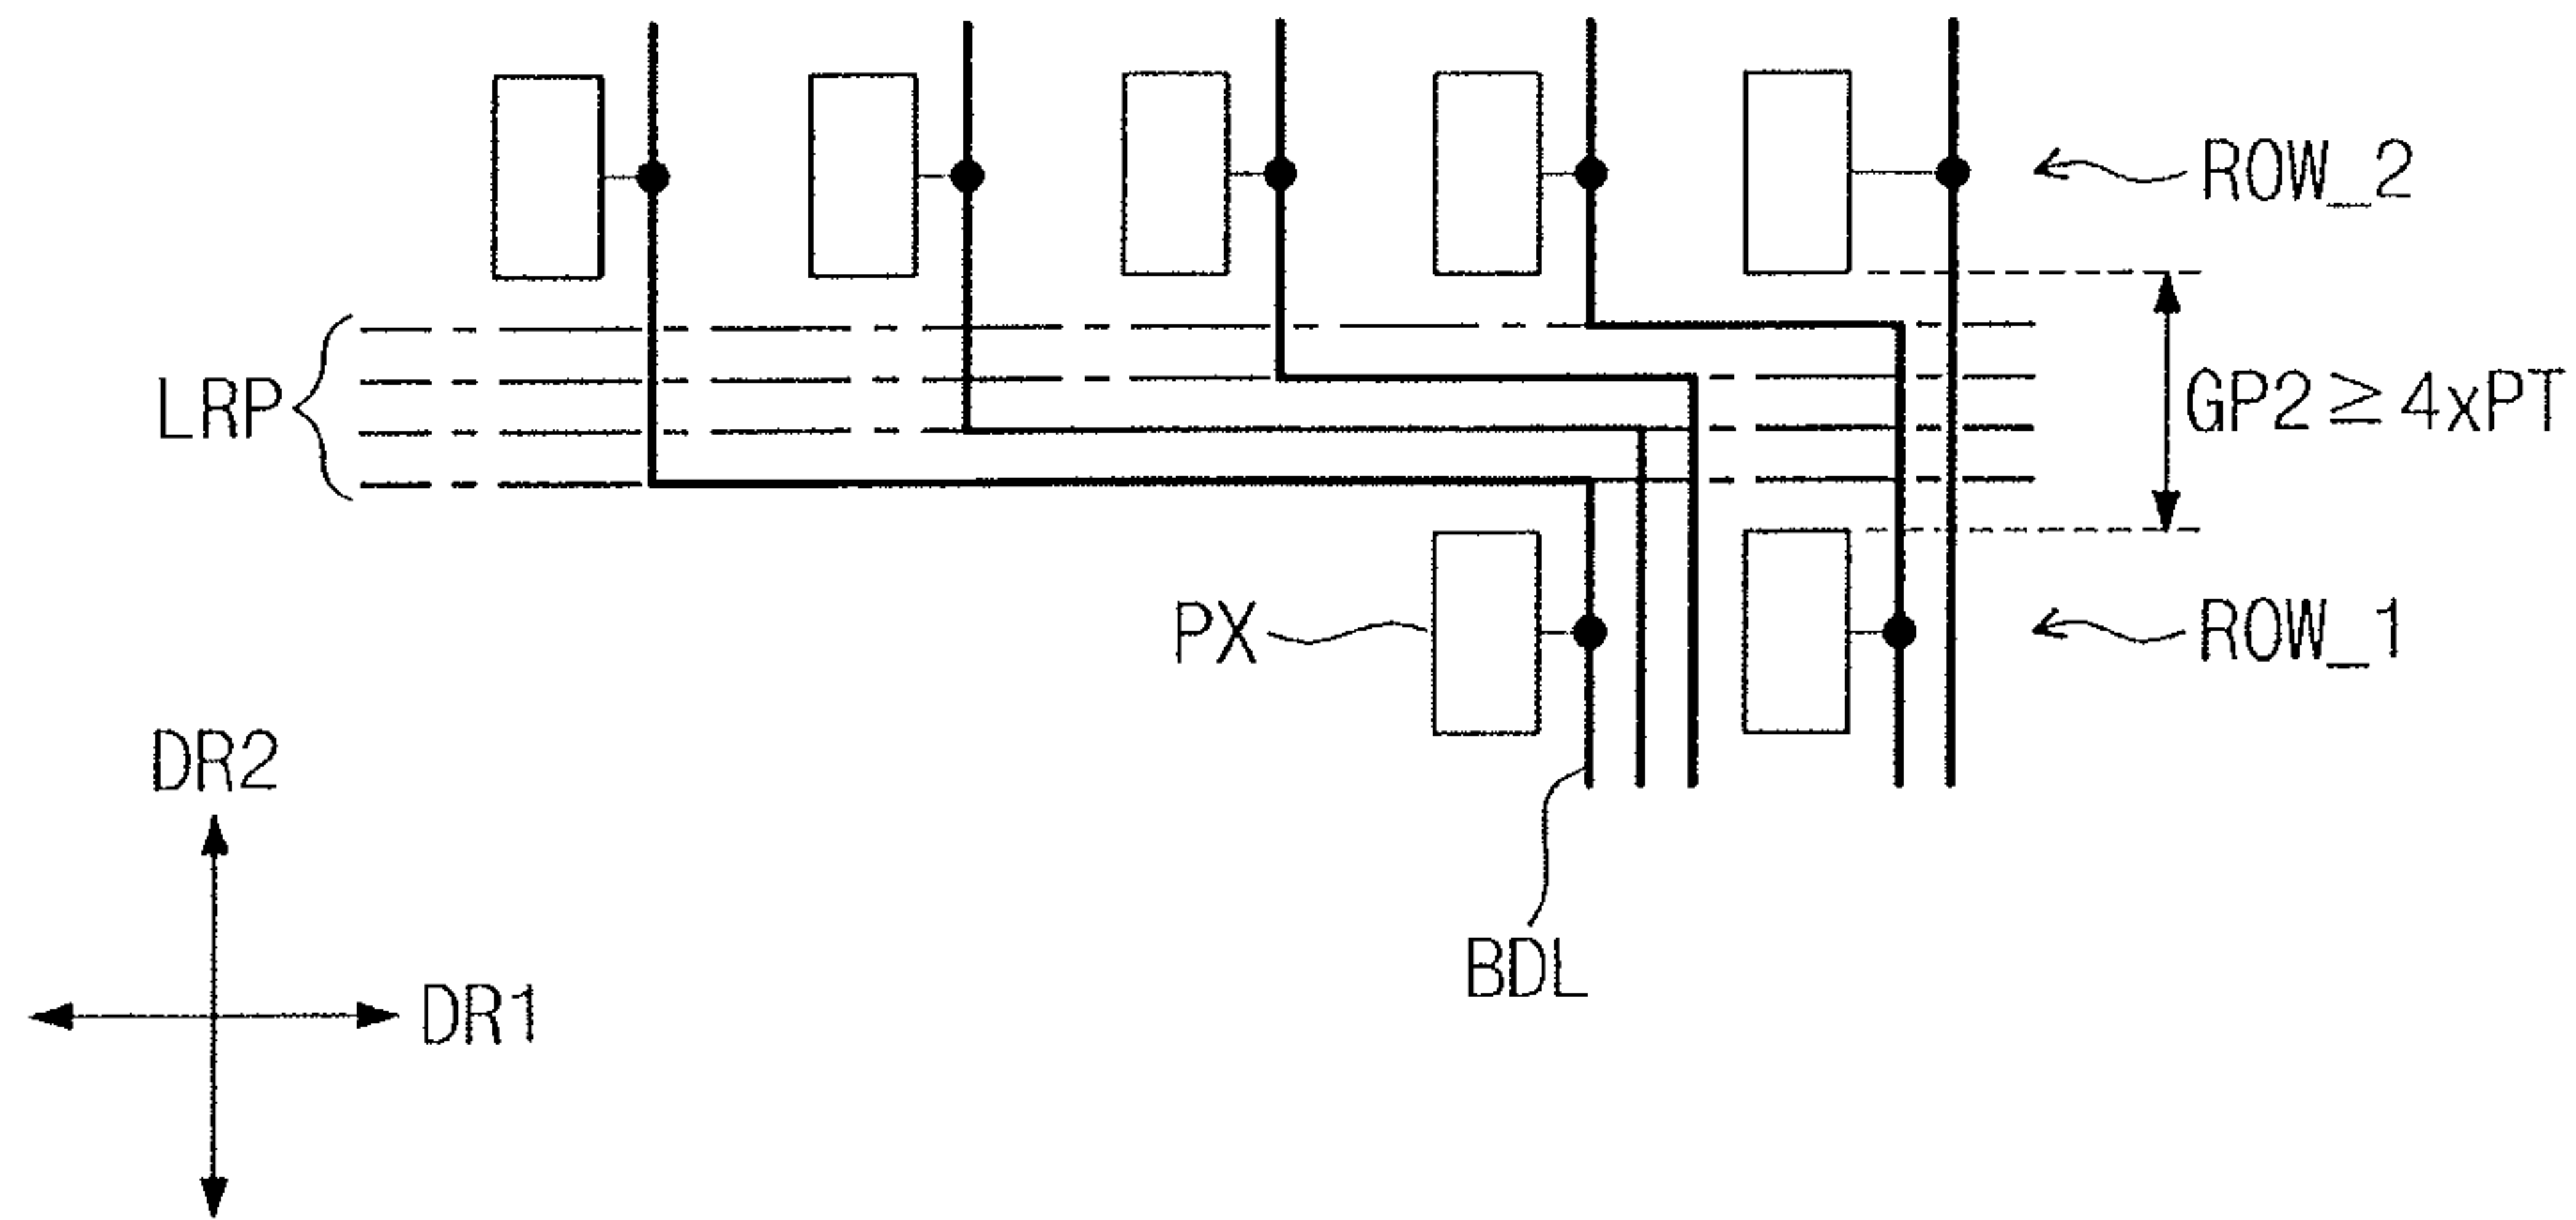 ROW_2
LRP
GP2 ≥ 4xPT
PX
ROW_1
DR2
BDL
DR1